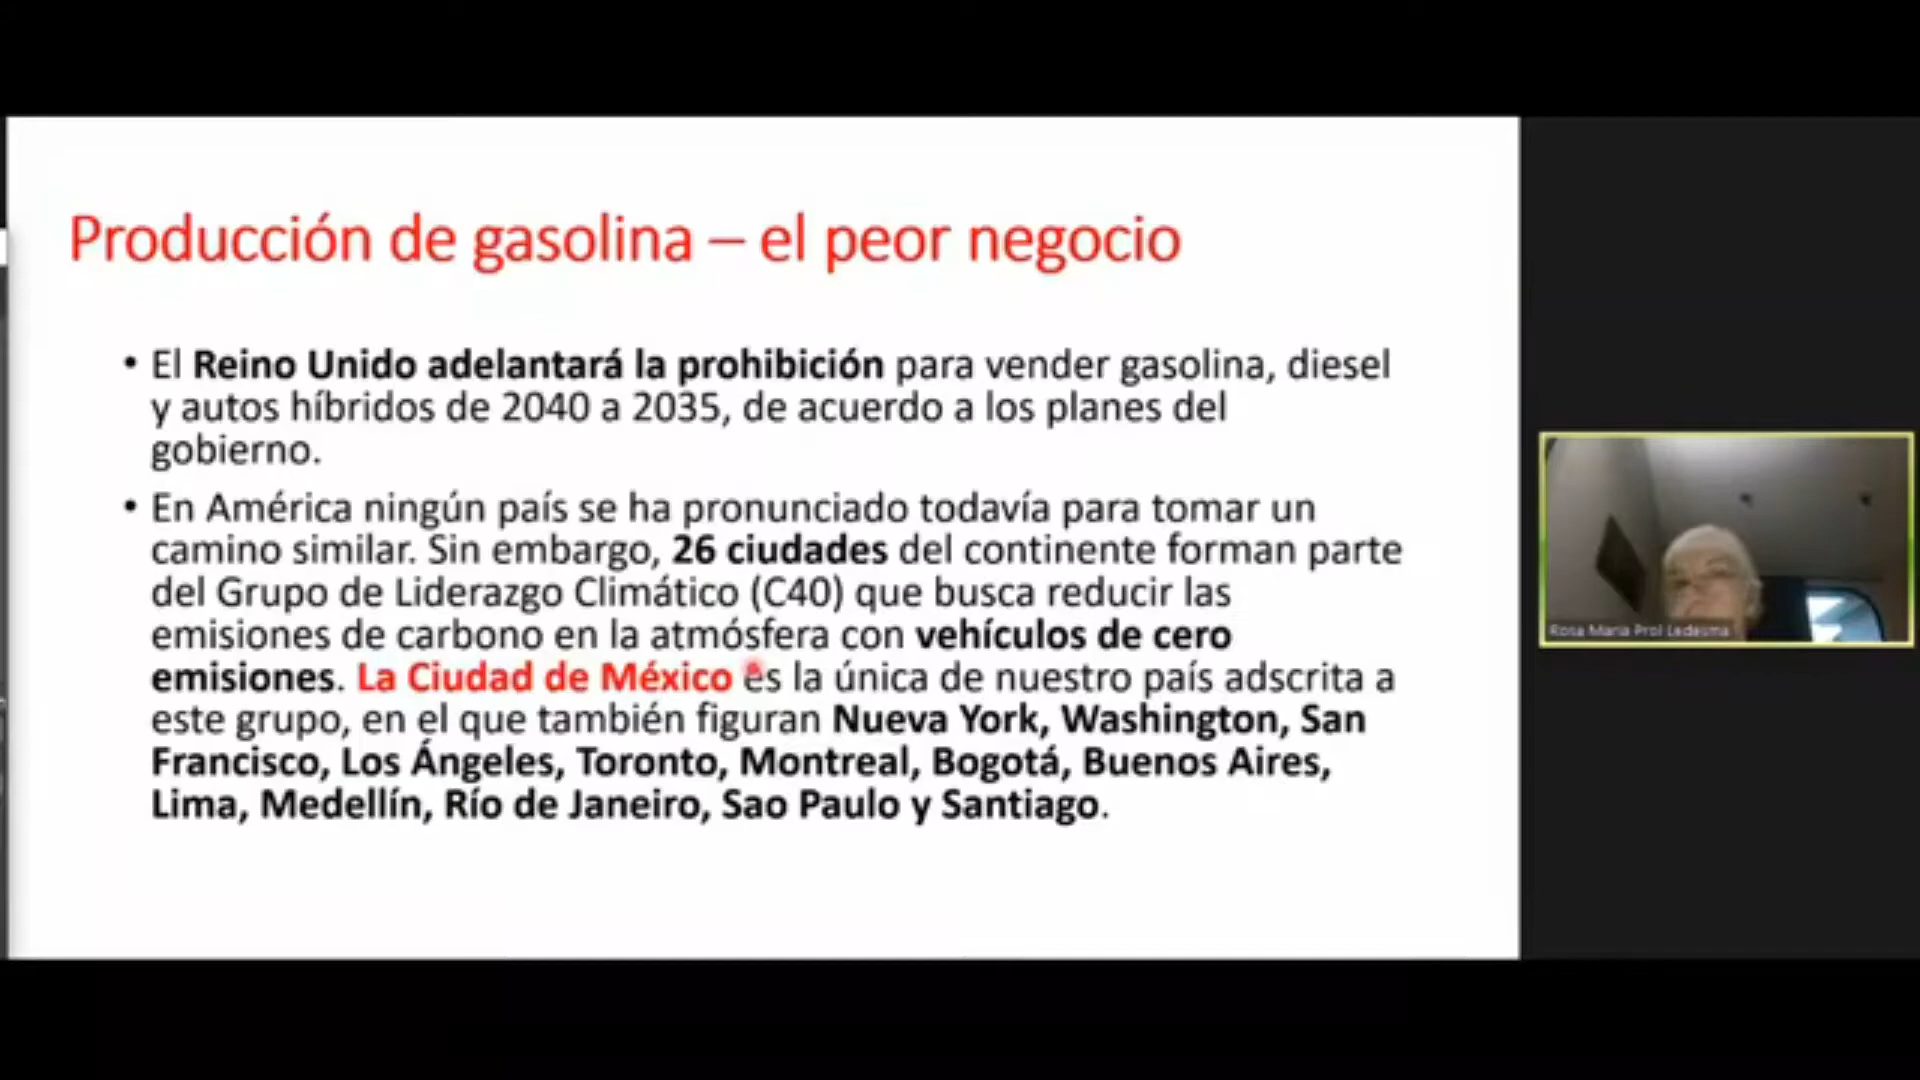 Producción de gasolina – el peor negocio
• El Reino Unido adelantará la prohibición para vender gasolina, diesel
y autos híbridos de 2040 a 2035, de acuerdo a los planes del
gobierno.
• En América ningún país se ha pronunciado todavía para tomar un
camino similar. Sin embargo, 26 ciudades del continente forman parte
del Grupo de Liderazgo Climático (C40) que busca reducir las
emisiones de carbono en la atmósfera con vehículos de cero
emisiones. La Ciudad de México es la única de nuestro país adscrita a
este grupo, en el que también figuran Nueva York, Washington, San
Francisco, Los Ángeles, Toronto, Montreal, Bogotá, Buenos Aires,
Lima, Medellín, Río de Janeiro, Sao Paulo y Santiago.
Rosa Maria Prol Ledesma